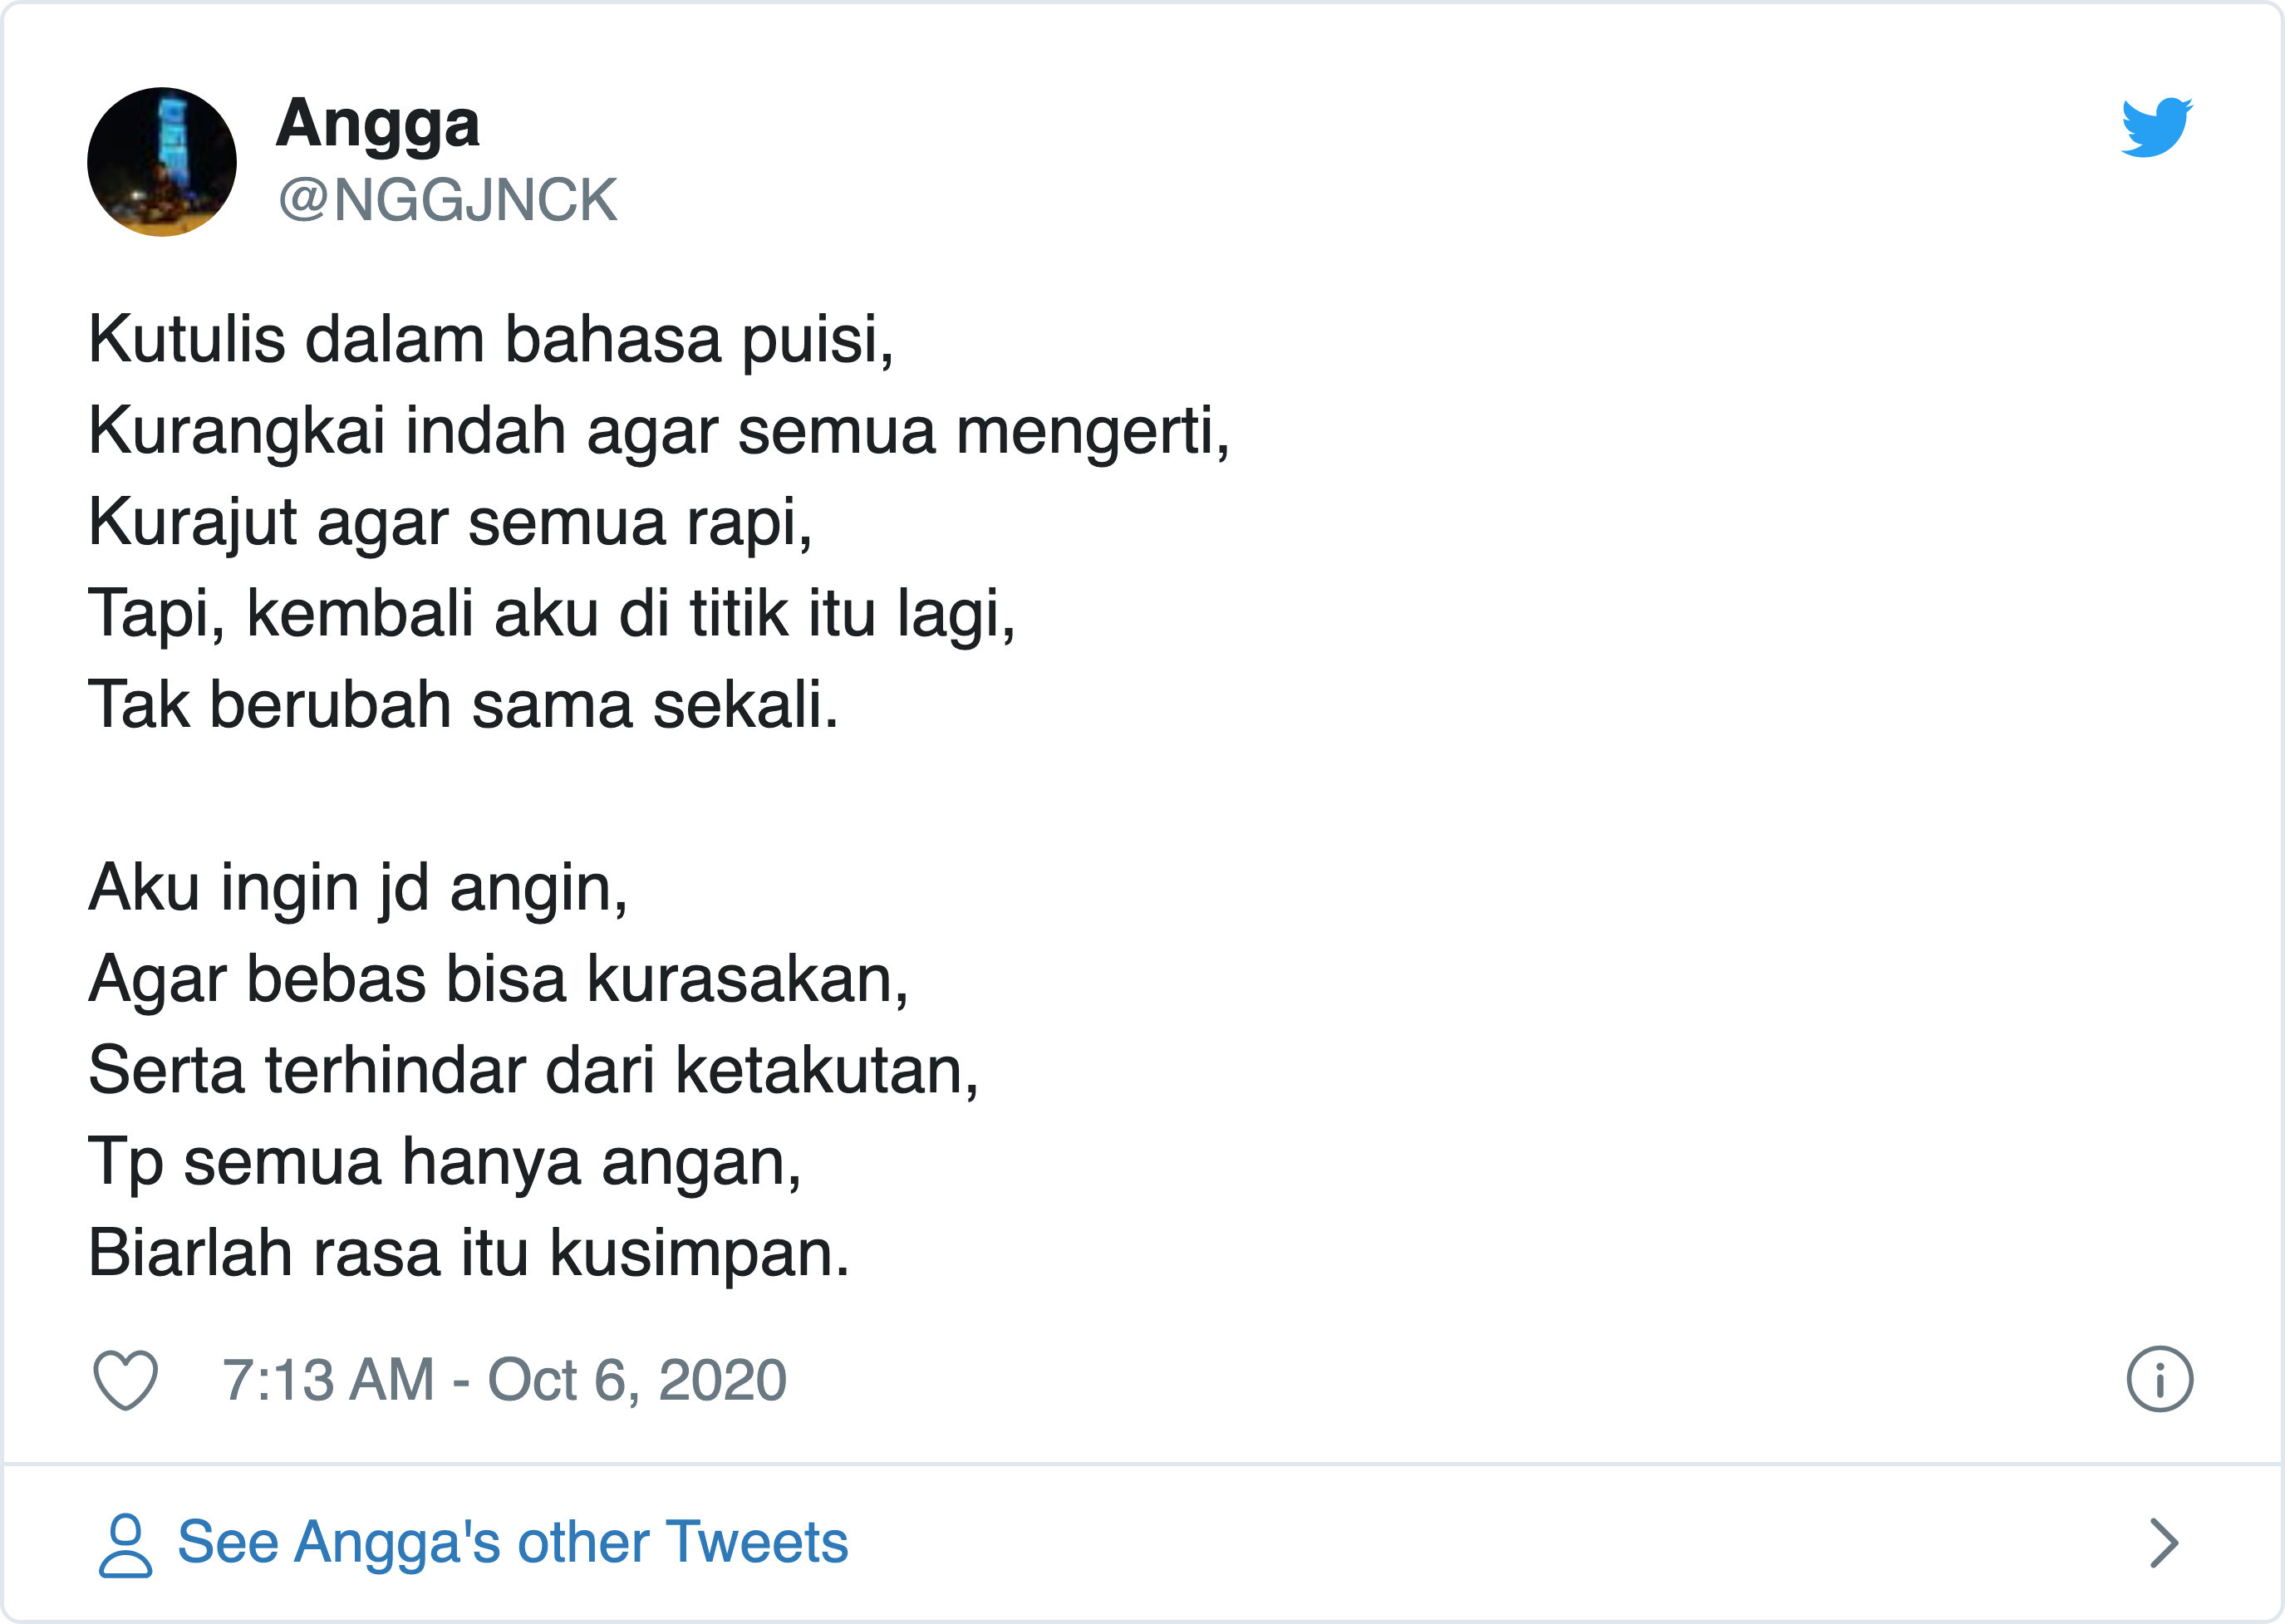 Angga
@NGGJNCK
Kutulis dalam bahasa puisi,
Kurangkai indah agar semua mengerti,
Kurajut agar semua rapi,
Tapi, kembali aku di titik itu lagi,
Tak berubah sama sekali.
Aku ingin jd angin,
Agar bebas bisa kurasakan,
Serta terhindar dari ketakutan,
Tp semua hanya angan,
Biarlah rasa itu kusimpan.
7:13 AM - Oct 6, 2020
See Angga's other Tweets